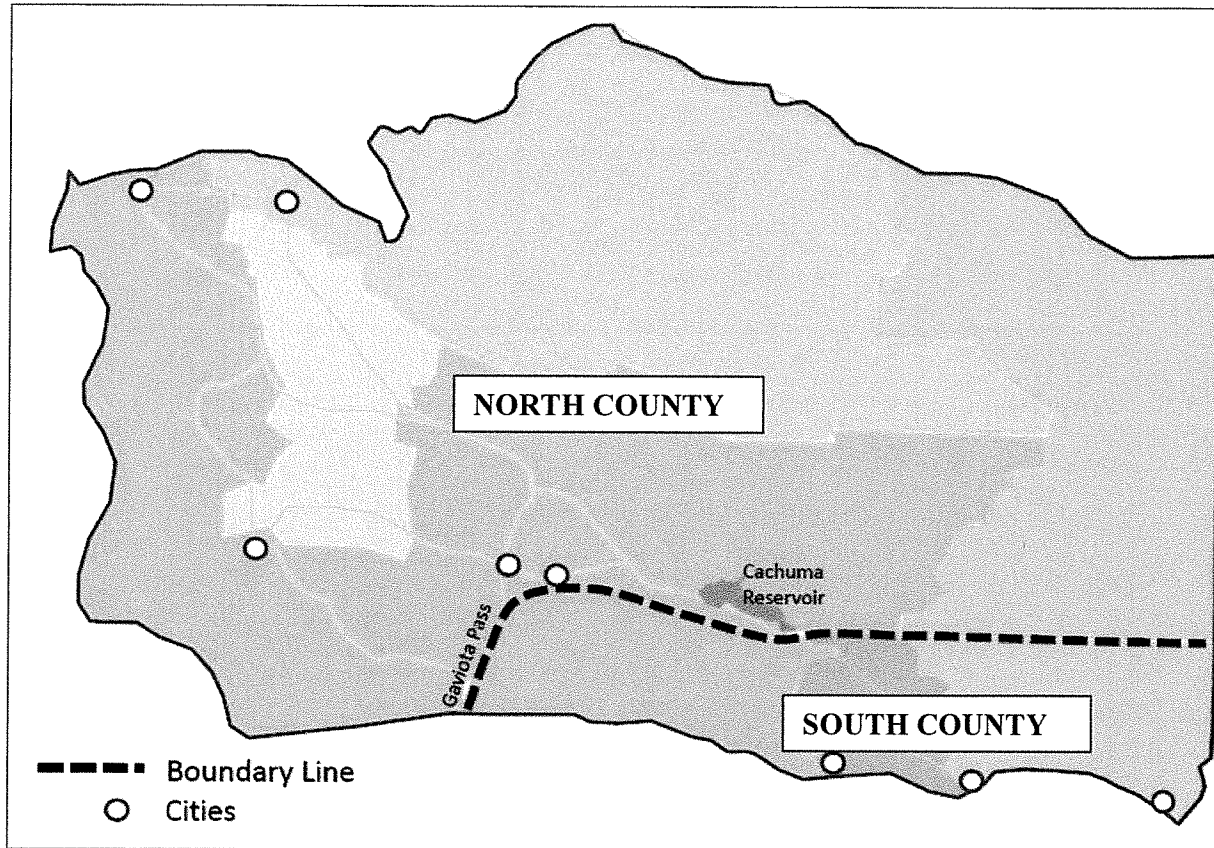 NORTH COUNTY
Cachuma
Reservoir
Gaviota Pass
SOUTH COUNTY
Boundary Line
Cities